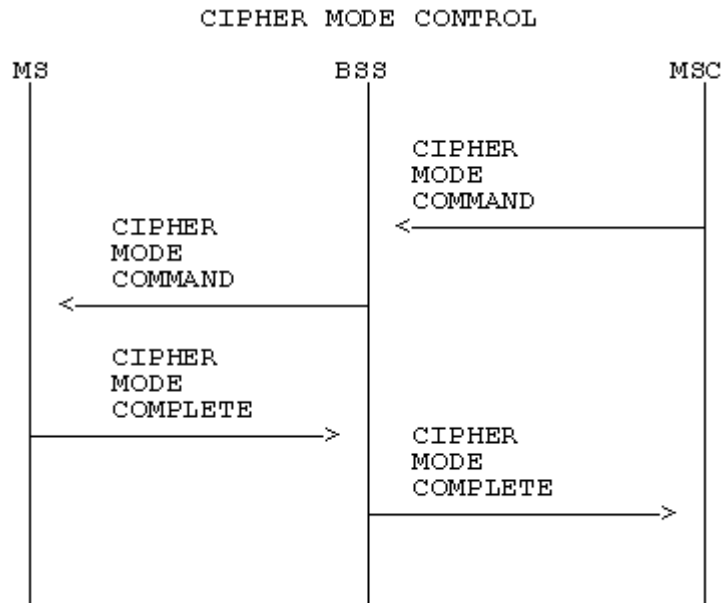 CIPHER MODE CONTROL
MS BSS MSC
CIPHER
MODE
COMMAND
CIPHER
MODE
COMMAND
CIPHER
MODE
COMPLETE
CIPHER
MODE
COMPLETE